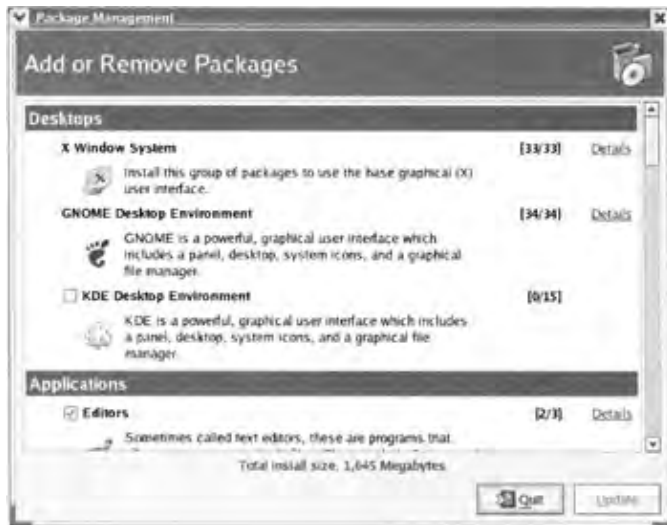 Package Management
Add or Remove Packages
Desktops
X Window System [33/33] Details
Install this group of packages to use the base graphical (X)
user interface.
GNOME Desktop Environment [34/34] Details
GNOME is a powerful, graphical user interface which
includes a panel, desktop, system icons, and a graphical
file manager.
KDE Desktop Environment [0/15]
KDE is a powerful, graphical user interface which includes
a panel, desktop, system icons, and a graphical file
manager.
Applications
Editors [2/3] Details
Sometimes called text editors, these are programs that
Total install size: 1,645 Megabytes
Quit Update